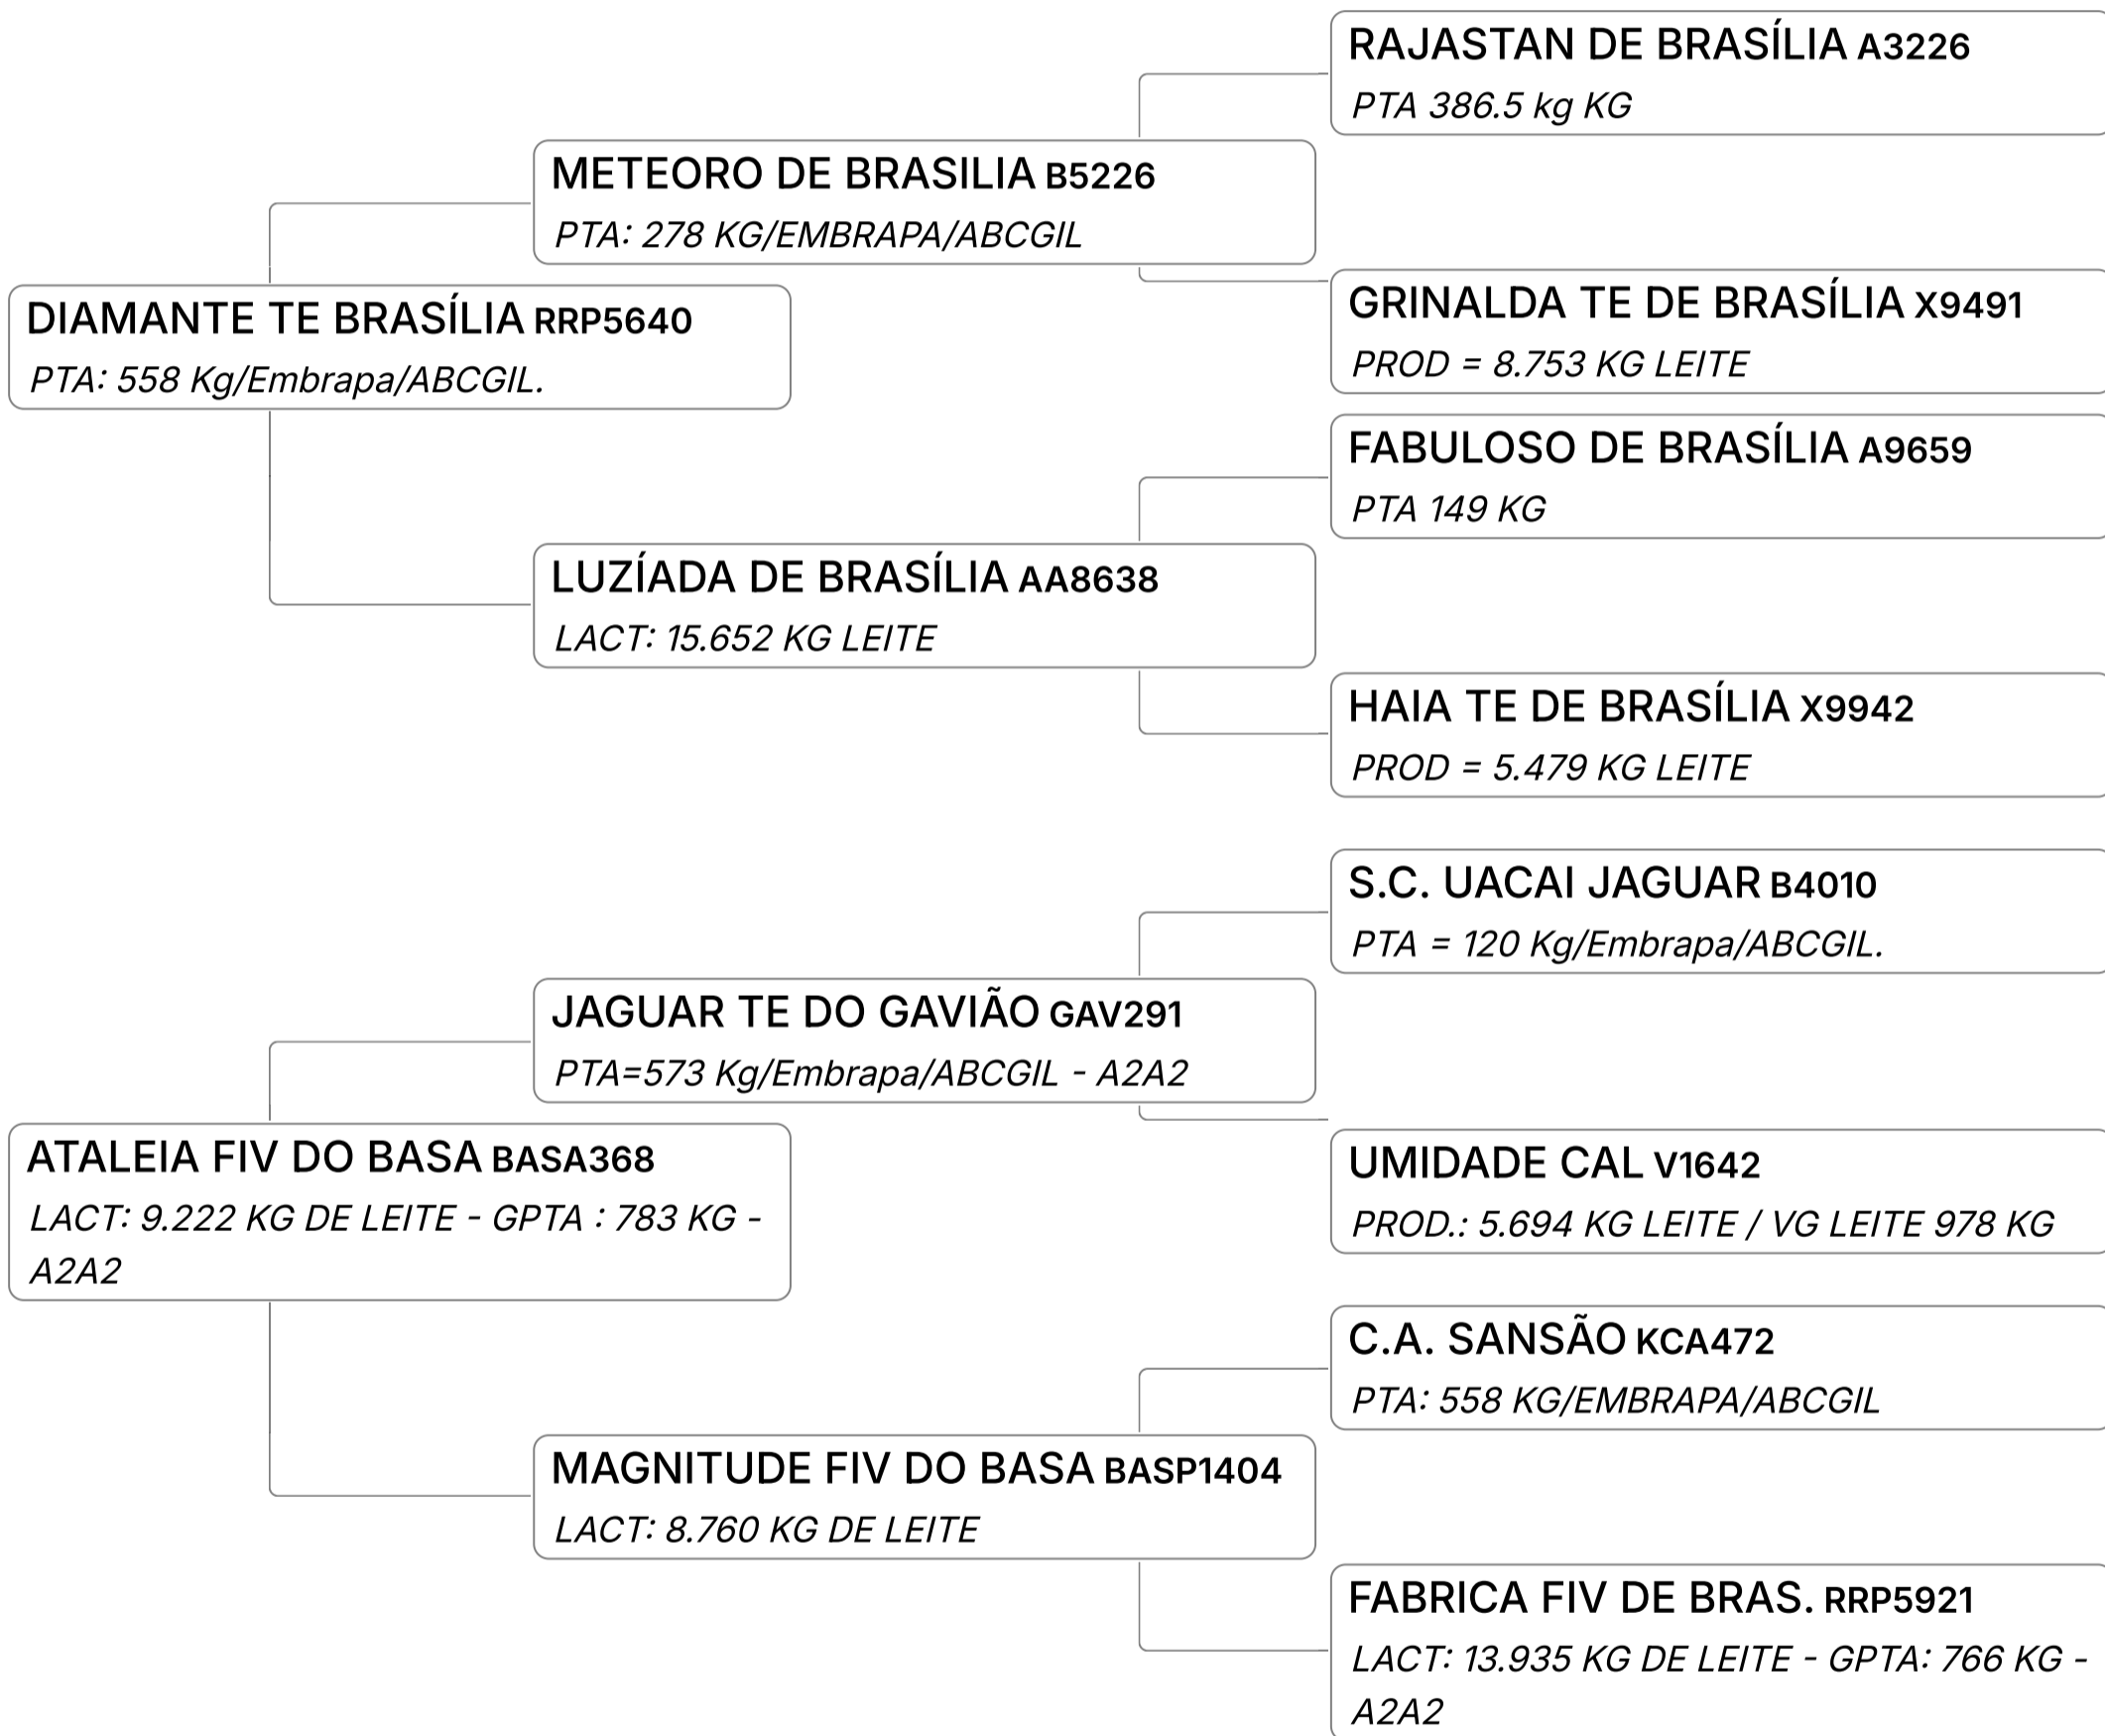 RAJASTAN DE BRASÍLIA A3226
PTA 386.5 kg KG
METEORO DE BRASILIA B5226
PTA: 278 KG/EMBRAPA/ABCGIL
GRINALDA TE DE BRASÍLIA X9491
PROD = 8.753 KG LEITE
DIAMANTE TE BRASÍLIA RRP5640
PTA: 558 Kg/Embrapa/ABCGIL.
FABULOSO DE BRASÍLIA A9659
PTA 149 KG
LUZÍADA DE BRASÍLIA AA8638
LACT: 15.652 KG LEITE
HAIA TE DE BRASÍLIA X9942
PROD = 5.479 KG LEITE
S.C. UACAI JAGUAR B4010
PTA = 120 Kg/Embrapa/ABCGIL.
JAGUAR TE DO GAVIÃO GAV291
PTA=573 Kg/Embrapa/ABCGIL - A2A2
UMIDADE CAL V1642
PROD.: 5.694 KG LEITE / VG LEITE 978 KG
ATALEIA FIV DO BASA BASA368
LACT: 9.222 KG DE LEITE - GPTA : 783 KG -
A2A2
C.A. SANSÃO KCA472
PTA: 558 KG/EMBRAPA/ABCGIL
MAGNITUDE FIV DO BASA BASP1404
LACT: 8.760 KG DE LEITE
FABRICA FIV DE BRAS. RRP5921
LACT: 13.935 KG DE LEITE - GPTA: 766 KG -
A2A2